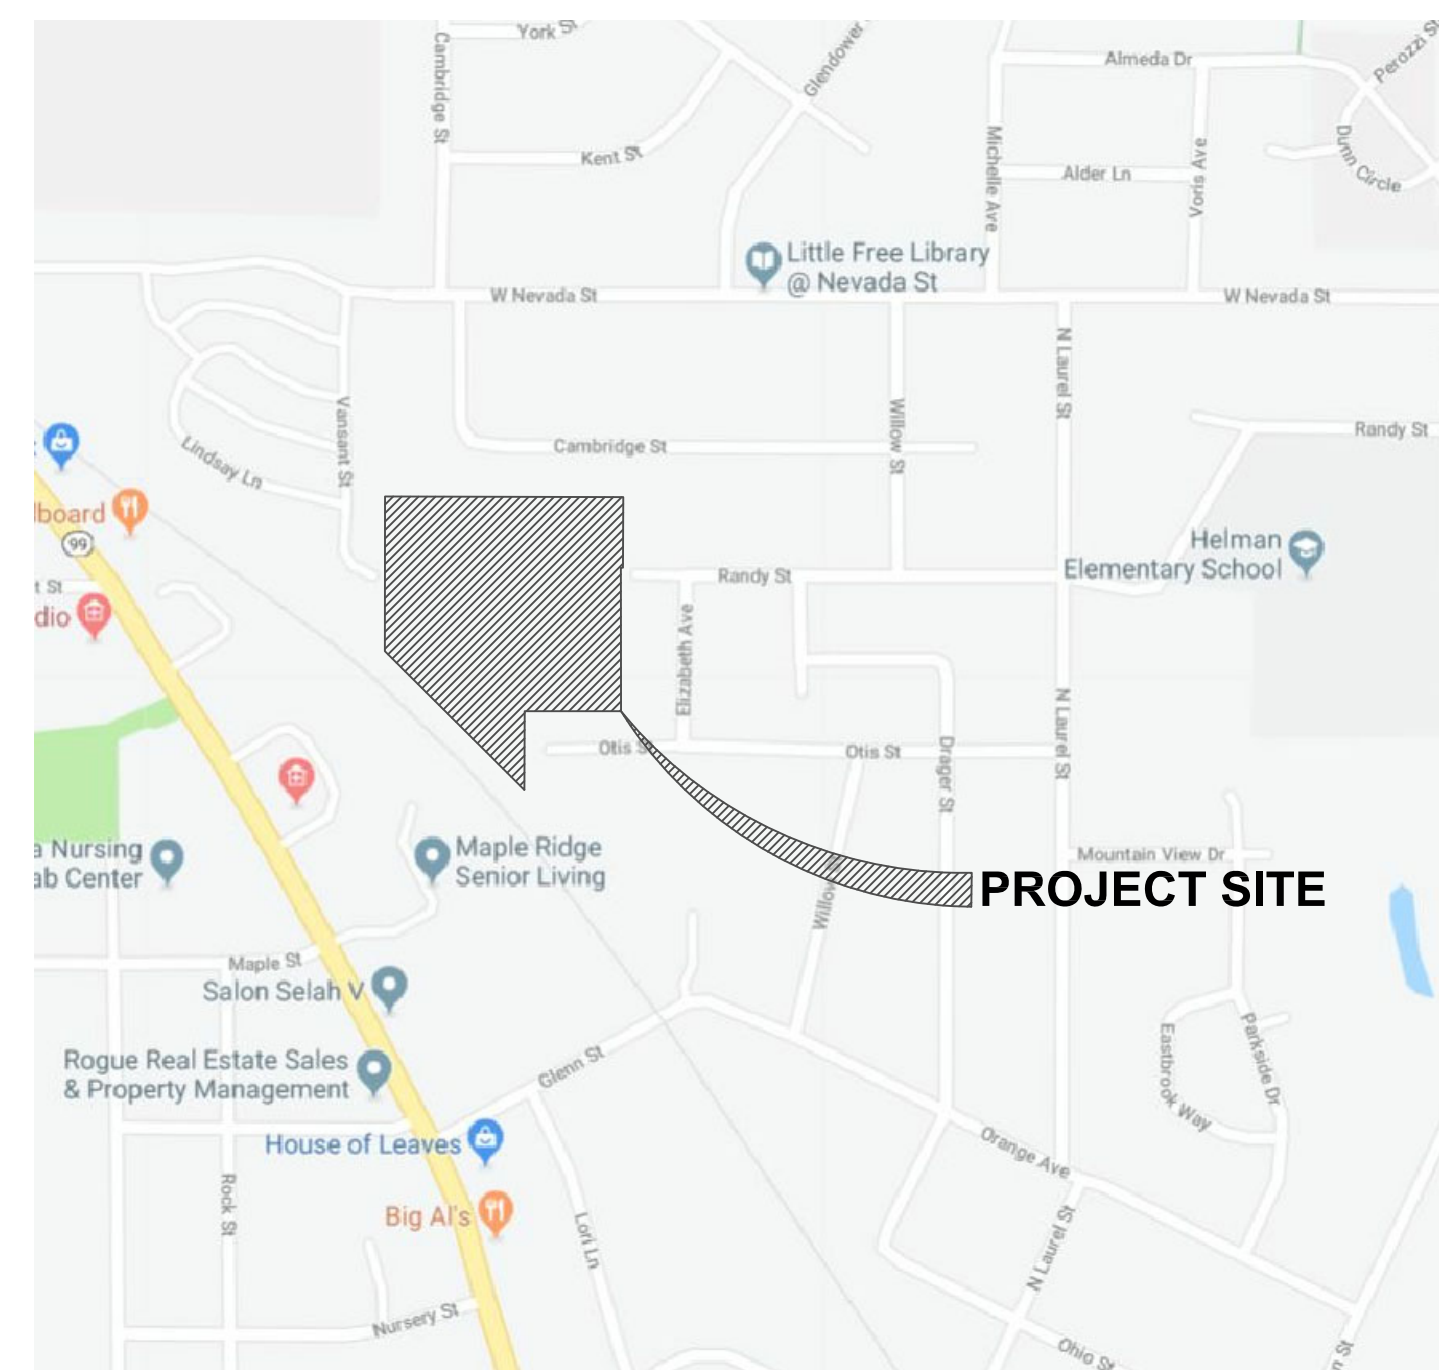 York St
Glendower
Cambridge St
Almeda Dr
Perozzi S
Kent St
Michelle Ave
Alder Ln
Voris Ave
Dunn Circle
Little Free Library
@ Nevada St
W Nevada St
W Nevada St
N Laurel St
Vansant St
Willow St
Randy St
Cambridge St
Lindsay Ln
lboard
99
Helman
Elementary School
t St
dio
Randy St
Elizabeth Ave
N Laurel St
Otis S
Otis St
Drager St
a Nursing
ab Center
Maple Ridge
Senior Living
Mountain View Dr
PROJECT SITE
Willow
Maple St
Salon Selah V
Rogue Real Estate Sales
& Property Management
Glenn St
Eastbrook Way
Parkside Dr
House of Leaves
Orange Ave
Rock St
Big Al's
Lori Ln
N Laurel St
Nursery St
Ohio S
n St